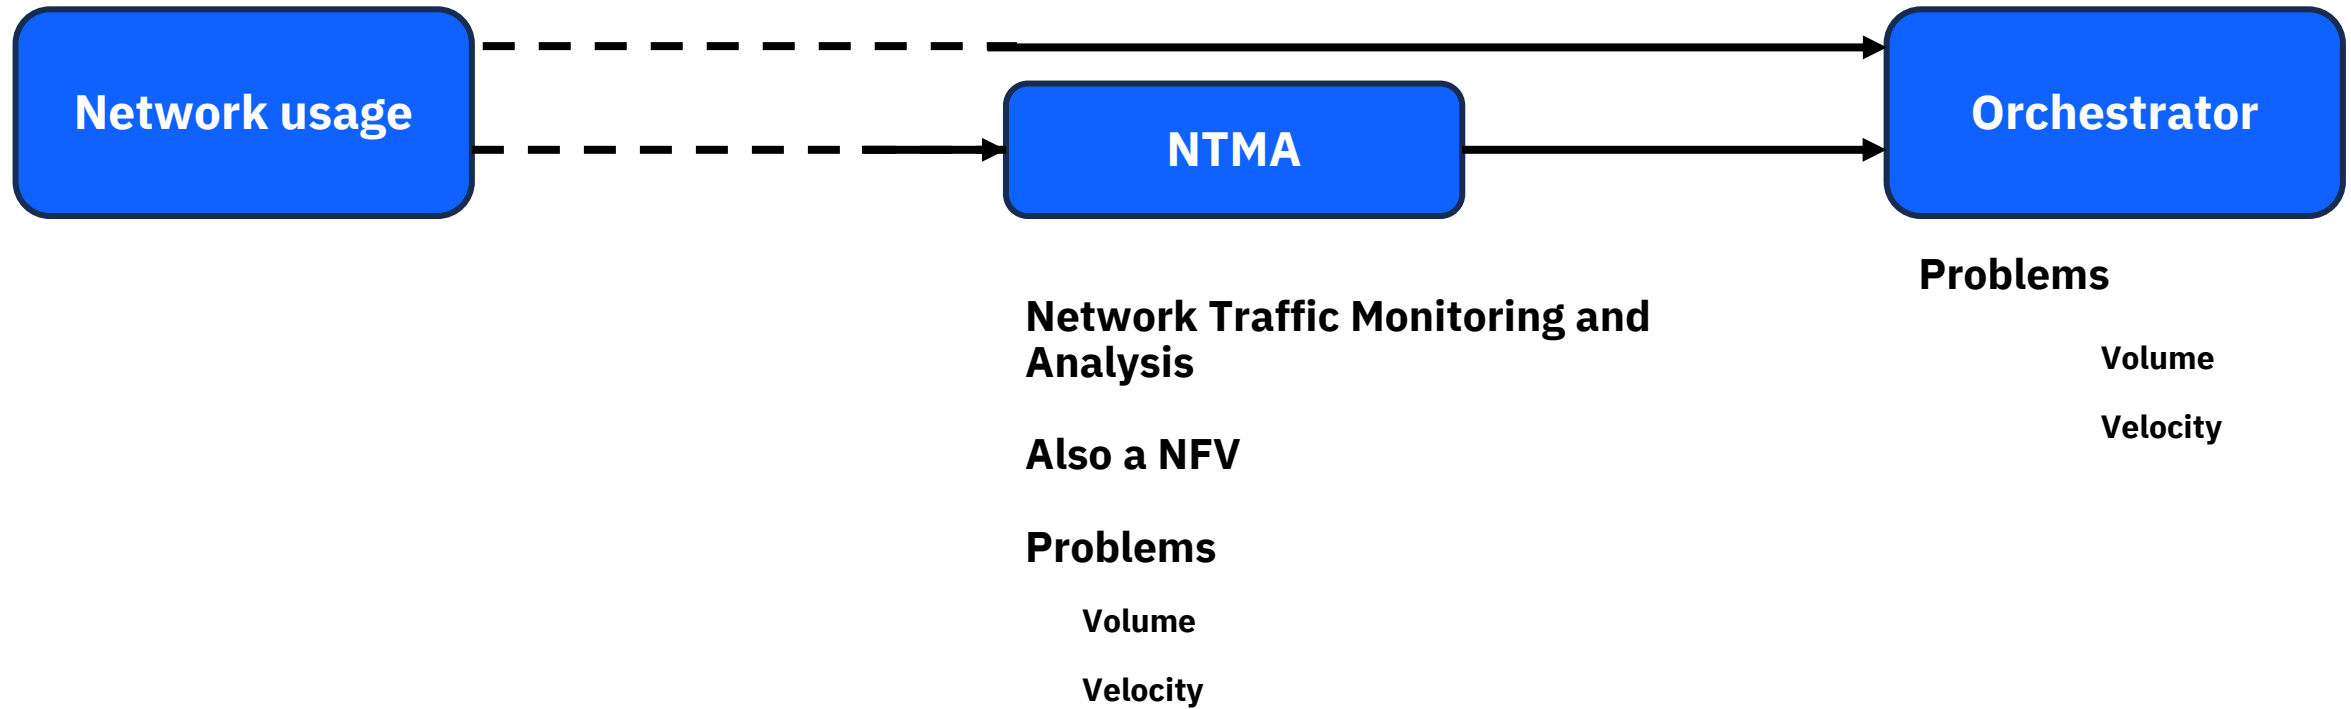 Network usage
NTMA
Orchestrator
Network Traffic Monitoring and
Analysis
Also a NFV
Problems
Volume
Velocity
Problems
Volume
Velocity